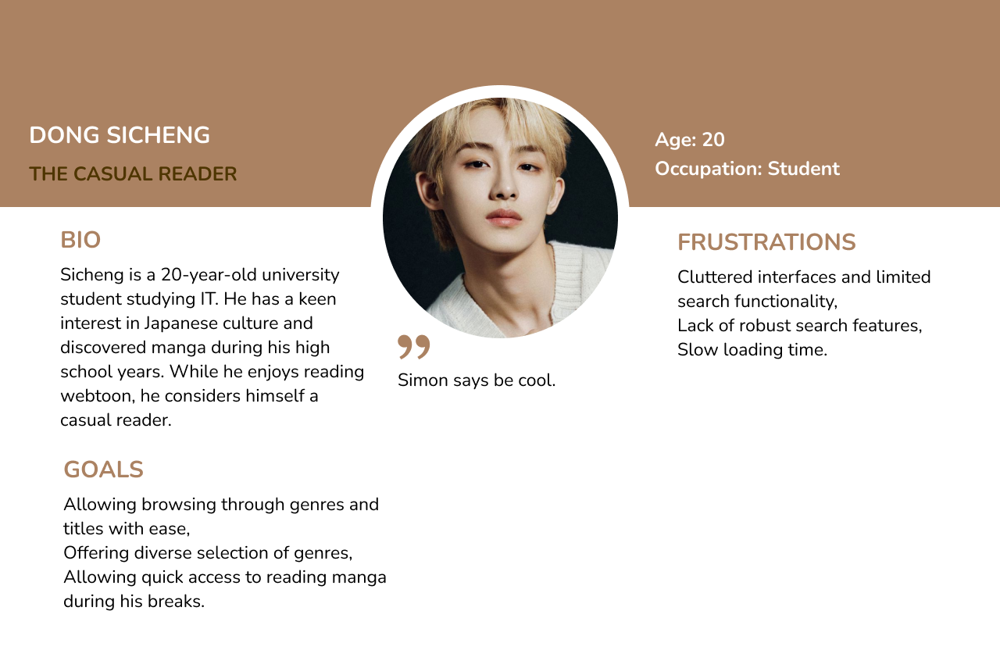 DONG SICHENG
THE CASUAL READER
Age: 20
Occupation: Student
BIO
Sicheng is a 20-year-old university
student studying IT. He has a keen
interest in Japanese culture and
discovered manga during his high
school years. While he enjoys reading
webtoon, he considers himself a
casual reader.
”
Simon says be cool.
FRUSTRATIONS
Cluttered interfaces and limited
search functionality,
Lack of robust search features,
Slow loading time.
GOALS
Allowing browsing through genres and
titles with ease,
Offering diverse selection of genres,
Allowing quick access to reading manga
during his breaks.